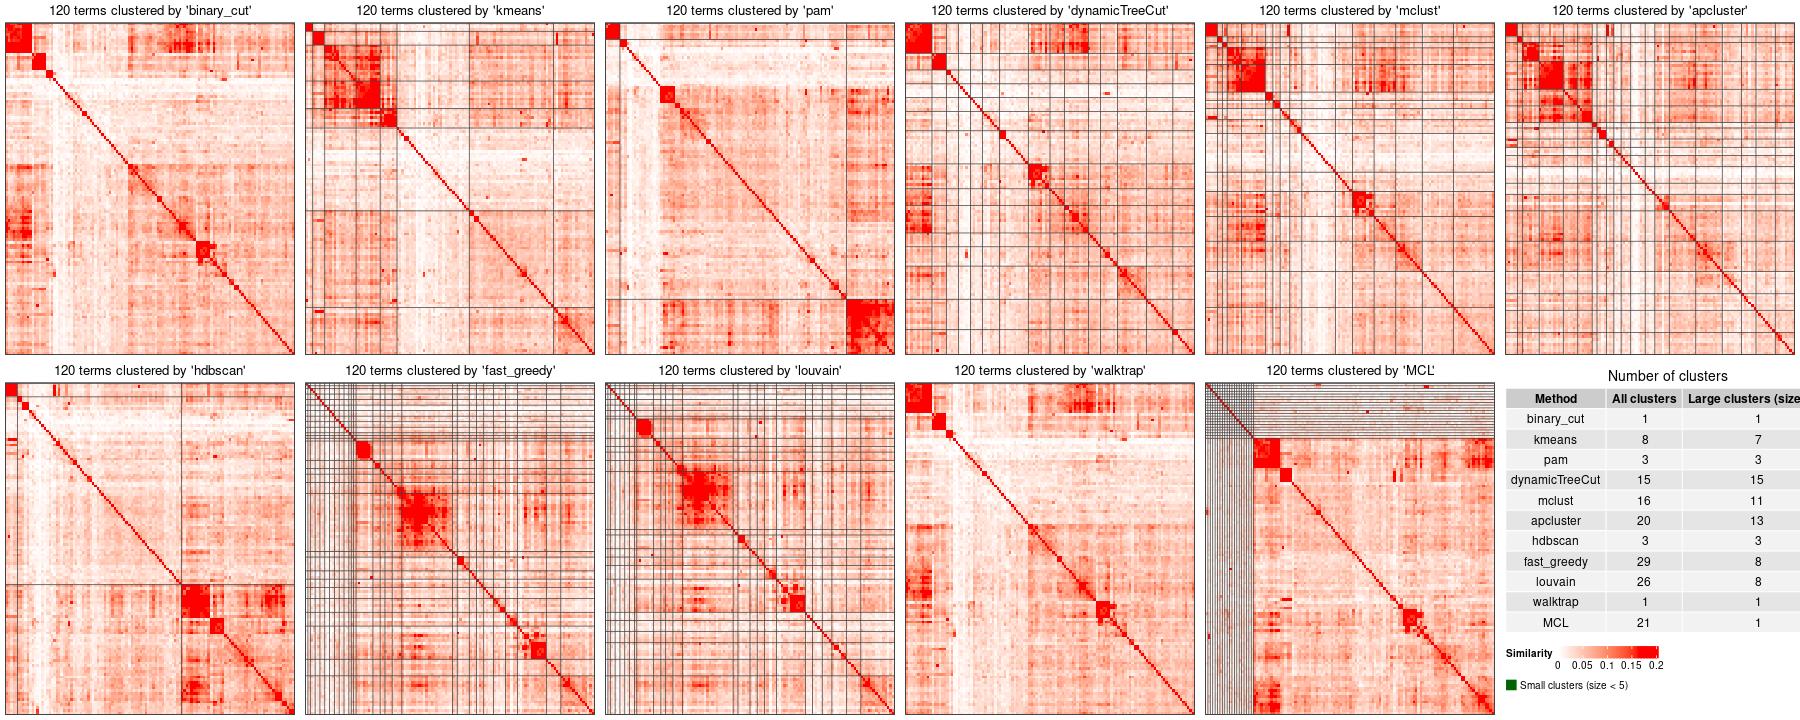 120 terms clustered by 'binary_cut'
120 terms clustered by 'kmeans'
120 terms clustered by 'pam'
120 terms clustered by 'dynamicTreeCut'
120 terms clustered by 'mclust'
120 terms clustered by 'apcluster'
120 terms clustered by 'hdbscan'
120 terms clustered by 'fast_greedy'
120 terms clustered by 'louvain'
120 terms clustered by 'walktrap'
120 terms clustered by 'MCL'
Number of clusters
Method All clusters Large clusters (size
binary_cut 1 1
kmeans 8 7
pam 3 3
dynamicTreeCut 15 15
mclust 16 11
apcluster 20 13
hdbscan 3 3
fast_greedy 29 8
louvain 26 8
walktrap 1 1
MCL 21 1
Similarity
0 0.05 0.1 0.15 0.2
Small clusters (size < 5)